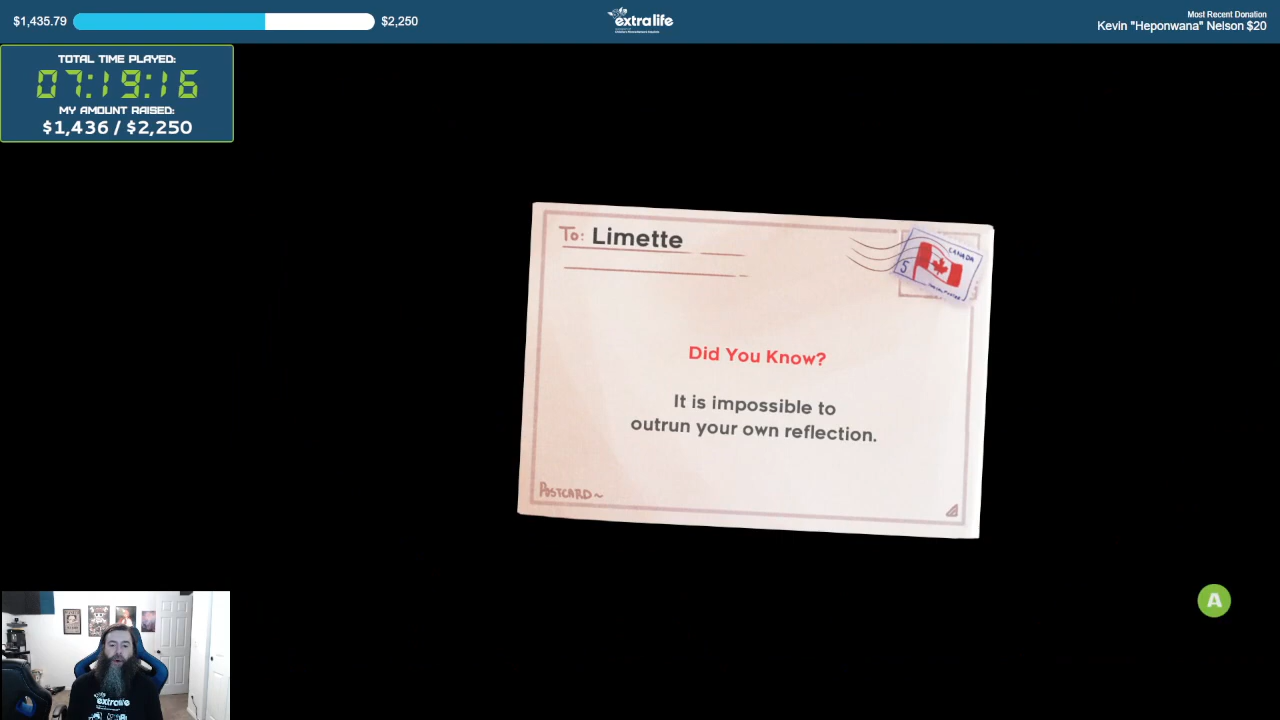 $1,435.79
$2,250
extralife
Most Recent Donation
Kevin "Heponwana" Nelson $20
TOTAL TIME PLAYED:
07:19:16
MY AMOUNT RAISED:
$1,436 / $2,250
To: Limette
CANADA
5
Did You Know?
It is impossible to
outrun your own reflection.
POSTCARD~
A
extralife